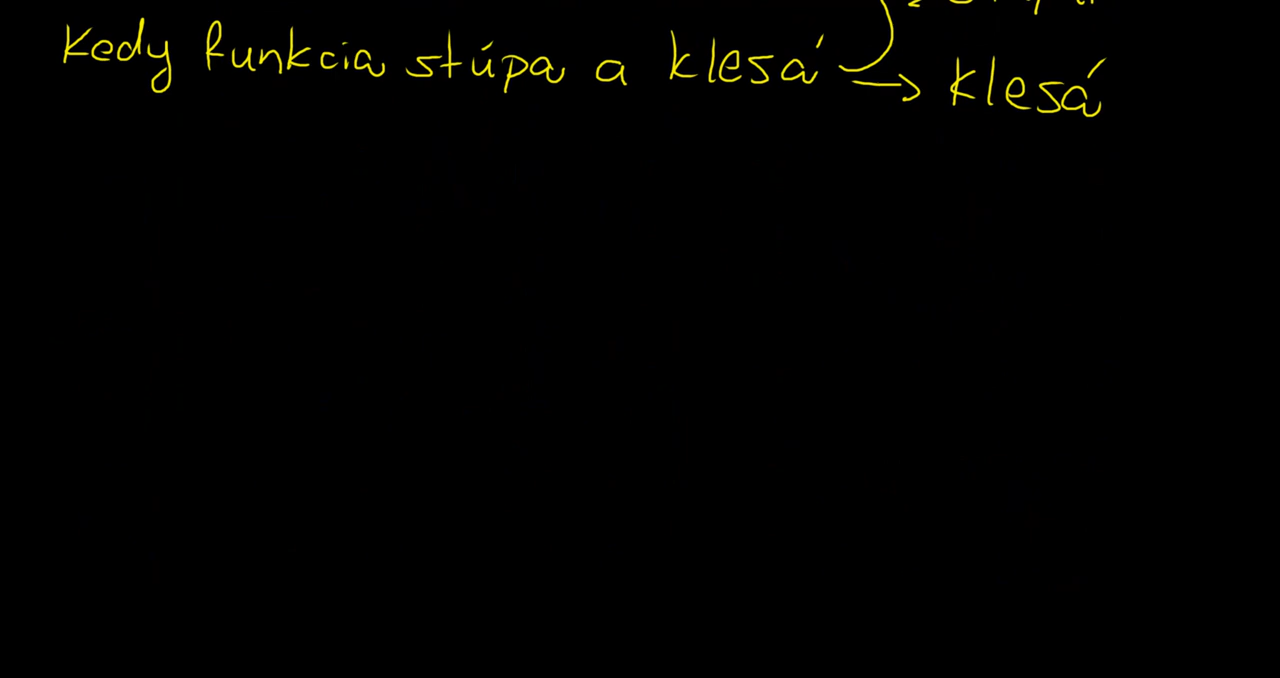 Kedy funkcia stúpa a klesá
→ klesá